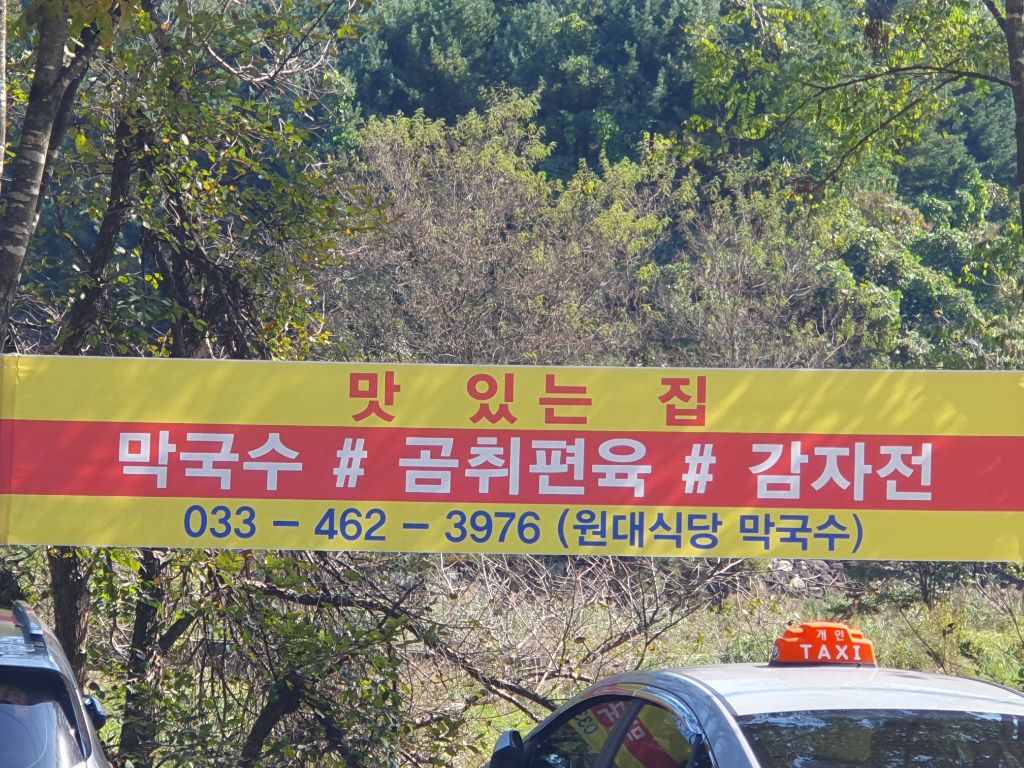 맛 있는 집
막국수 # 곰취편육 # 감자전
033 - 462 - 3976 (원대식당 막국수)
개인
TAXI